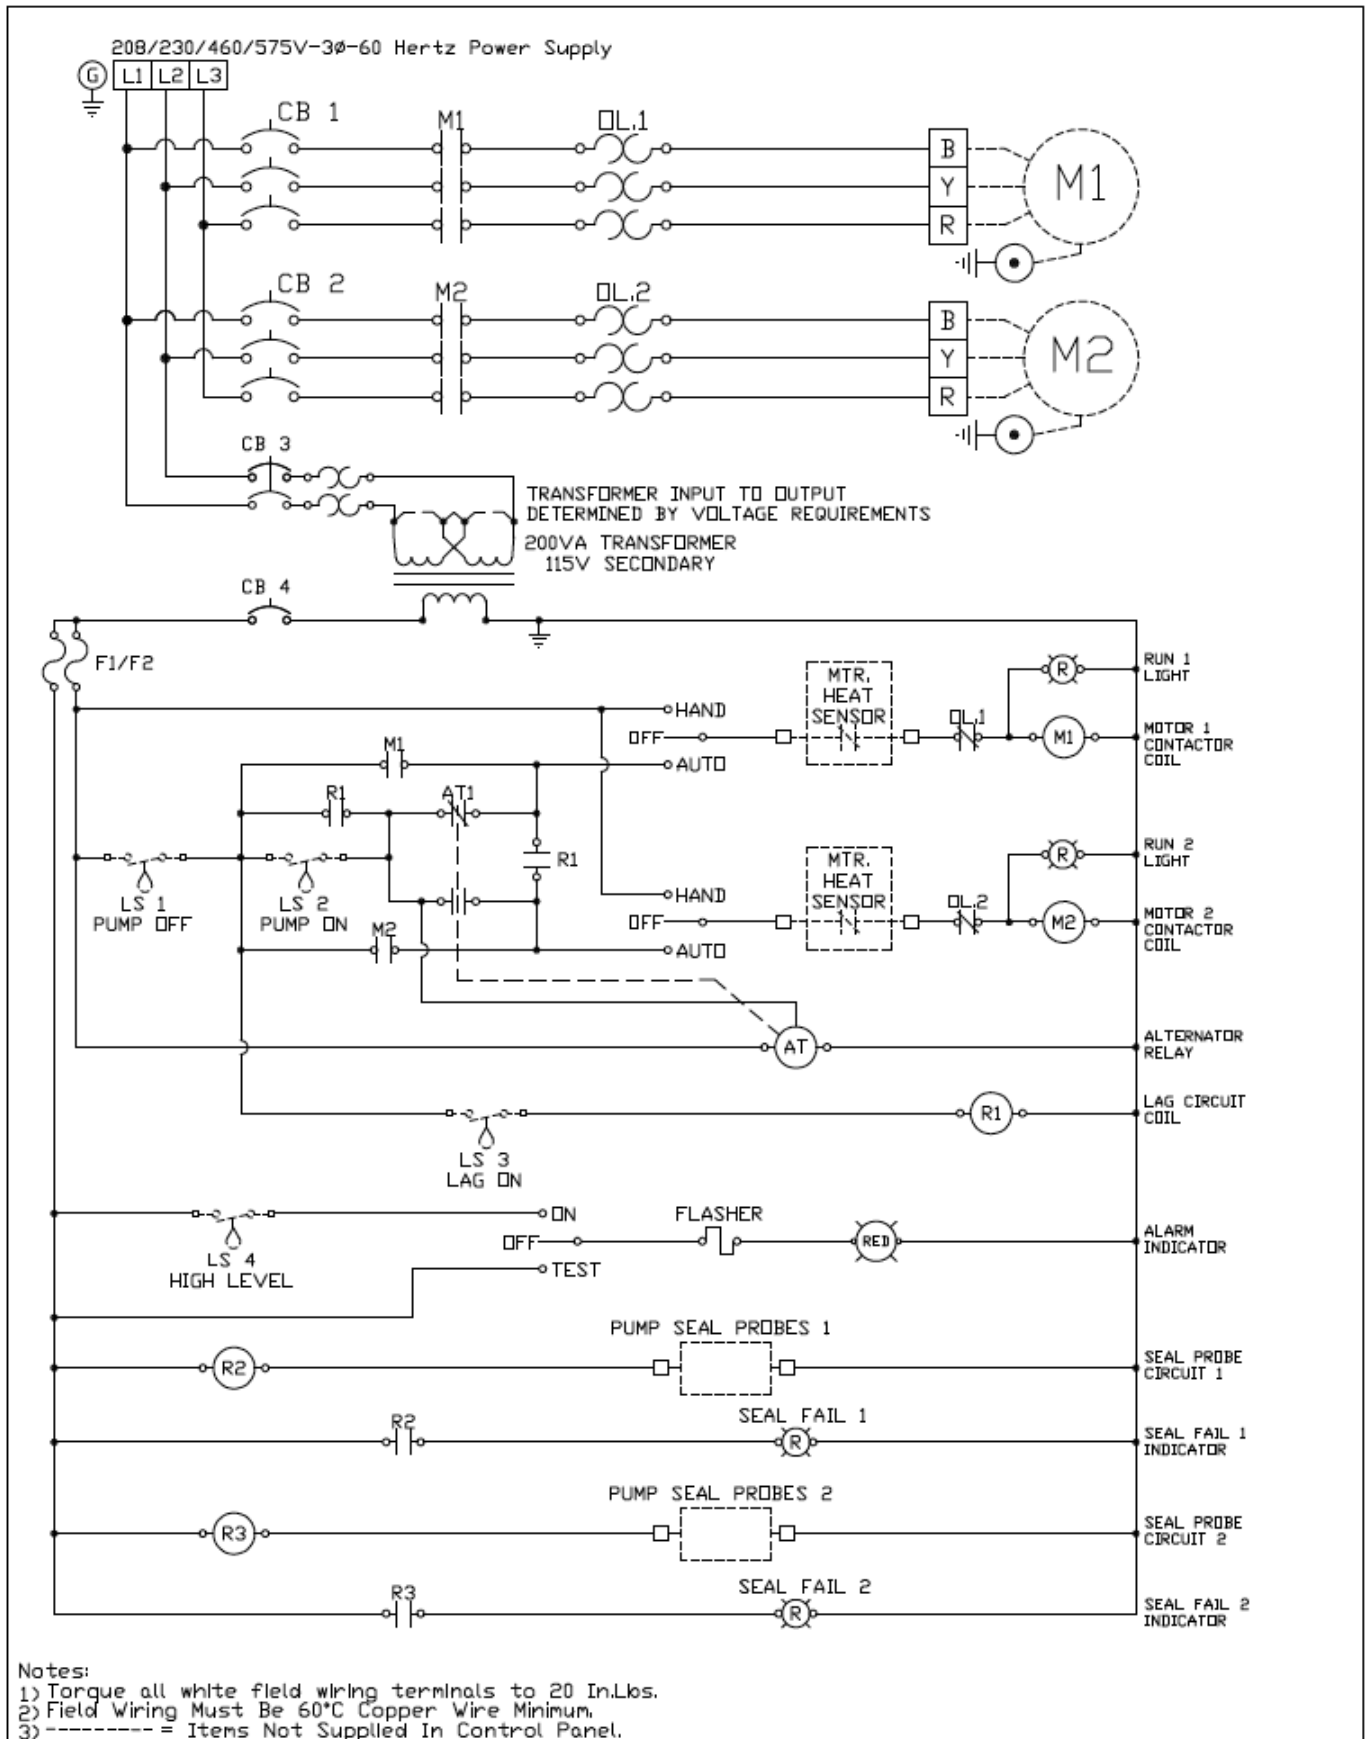 208/230/460/575V-3Ø-60 Hertz Power Supply
G L1 L2 L3
CB 1
M1
OL.1
B
Y
R
M1
CB 2
M2
OL.2
B
Y
R
M2
CB 3
TRANSFORMER INPUT TO OUTPUT
DETERMINED BY VOLTAGE REQUIREMENTS
200VA TRANSFORMER
115V SECONDARY
CB 4
F1/F2
HAND
OFF
AUTO
MTR.
HEAT
SENSOR
OL.1
R
RUN 1
LIGHT
M1
MOTOR 1
CONTACTOR
COIL
M1
R1
AT1
R1
LS 1
PUMP OFF
LS 2
PUMP ON
M2
HAND
OFF
AUTO
MTR.
HEAT
SENSOR
OL.2
R
RUN 2
LIGHT
M2
MOTOR 2
CONTACTOR
COIL
AT
ALTERNATOR
RELAY
LS 3
LAG ON
R1
LAG CIRCUIT
COIL
LS 4
HIGH LEVEL
ON
OFF
TEST
FLASHER
RED
ALARM
INDICATOR
R2
PUMP SEAL PROBES 1
SEAL PROBE
CIRCUIT 1
R2
SEAL FAIL 1
R
SEAL FAIL 1
INDICATOR
R3
PUMP SEAL PROBES 2
SEAL PROBE
CIRCUIT 2
R3
SEAL FAIL 2
R
SEAL FAIL 2
INDICATOR
Notes:
1) Torque all white field wiring terminals to 20 In.Lbs.
2) Field Wiring Must Be 60°C Copper Wire Minimum.
3) --------- = Items Not Supplied In Control Panel.